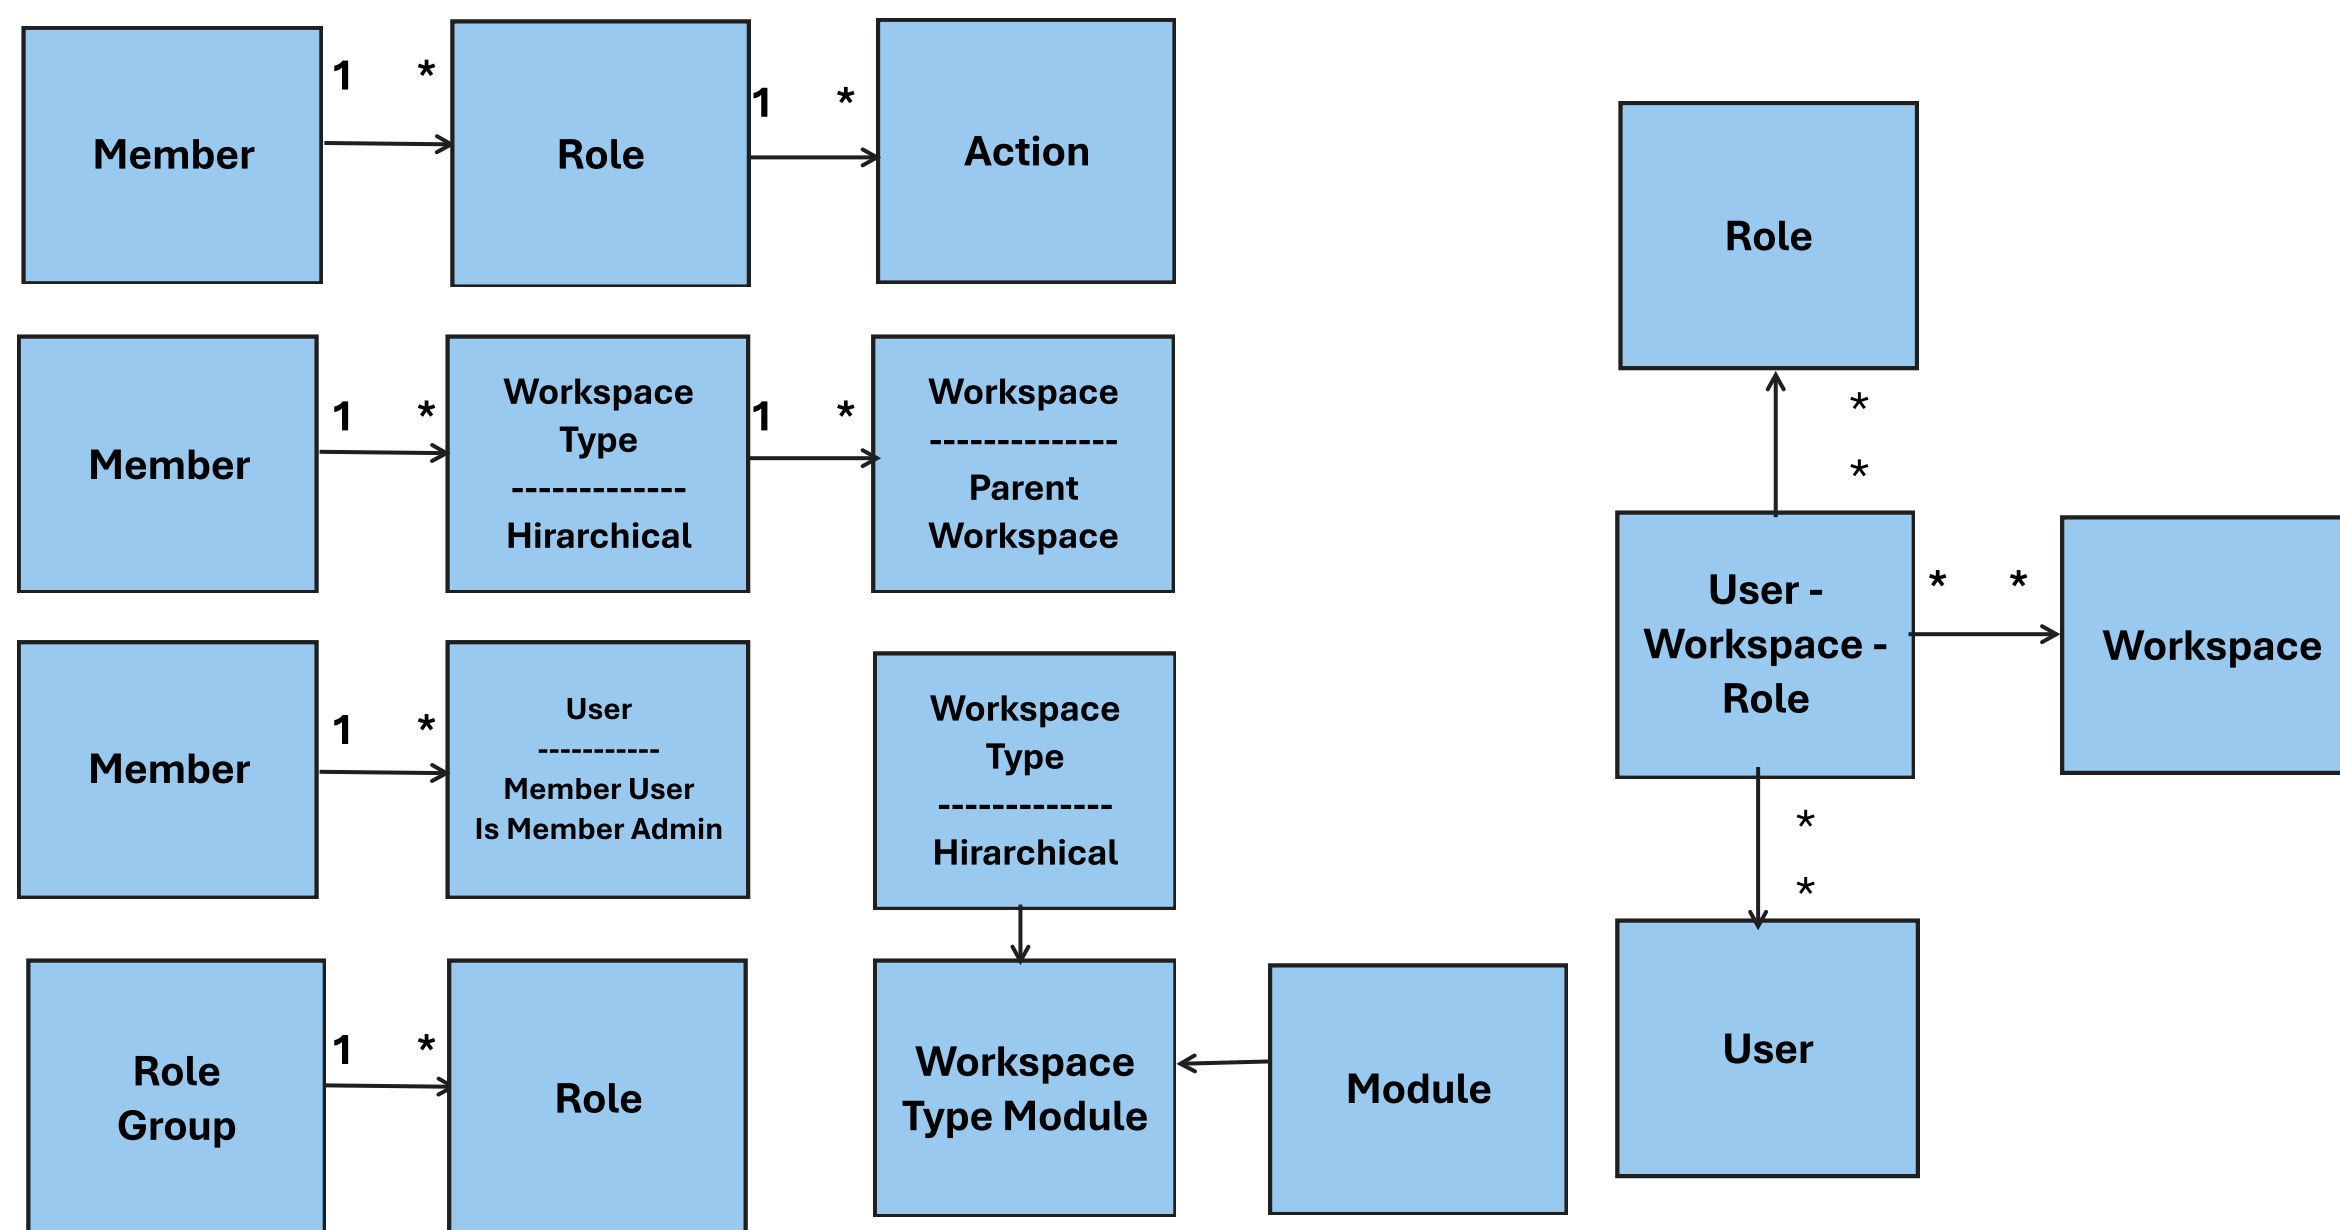 Member
1 *
Role
1 *
Action
Member
1 *
Workspace
Type
-------------
Hirarchical
1 *
Workspace
--------------
Parent
Workspace
Member
1 *
User
-----------
Member User
Is Member Admin
Workspace
Type
-------------
Hirarchical
Role
Group
1 *
Role
Workspace
Type Module
Module
Role
*
*
User -
Workspace -
Role
* *
Workspace
*
*
User